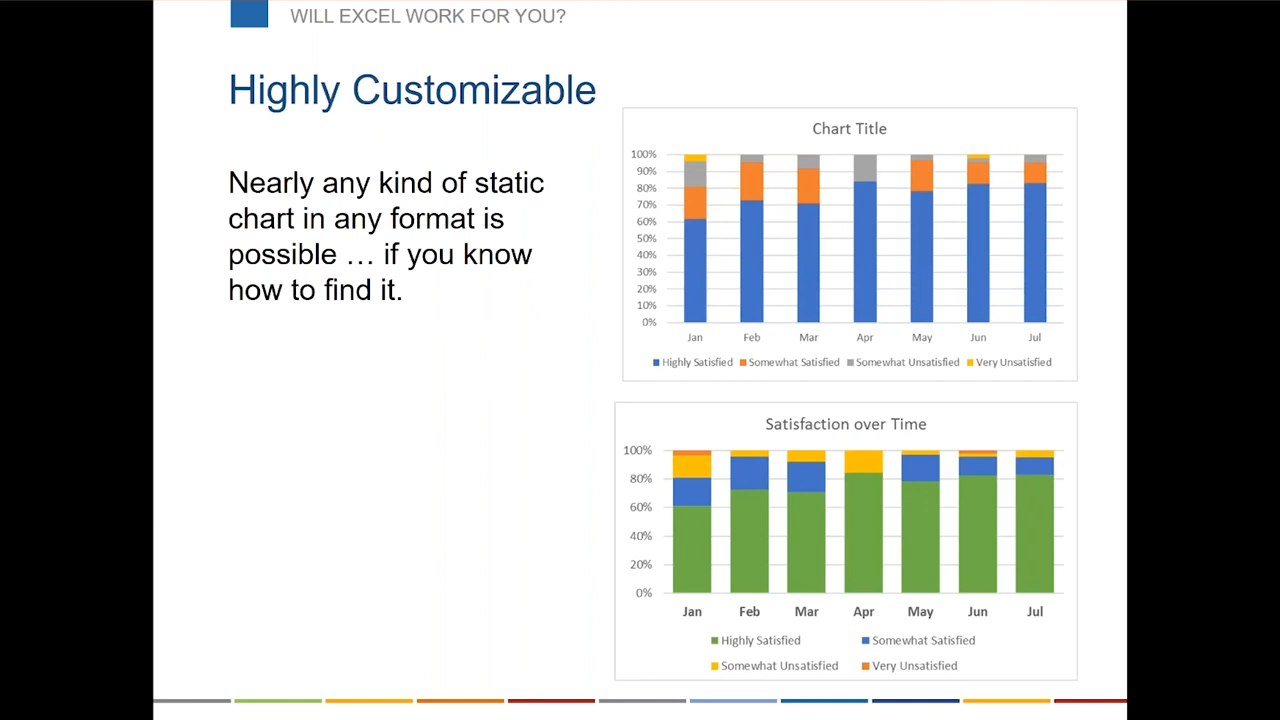 WILL EXCEL WORK FOR YOU?
Highly Customizable
Nearly any kind of static
chart in any format is
possible … if you know
how to find it.
Chart Title
100%
90%
80%
70%
60%
50%
40%
30%
20%
10%
0%
Jan Feb Mar Apr May Jun Jul
Highly Satisfied Somewhat Satisfied Somewhat Unsatisfied Very Unsatisfied
Satisfaction over Time
100%
80%
60%
40%
20%
0%
Jan Feb Mar Apr May Jun Jul
Highly Satisfied Somewhat Satisfied
Somewhat Unsatisfied Very Unsatisfied